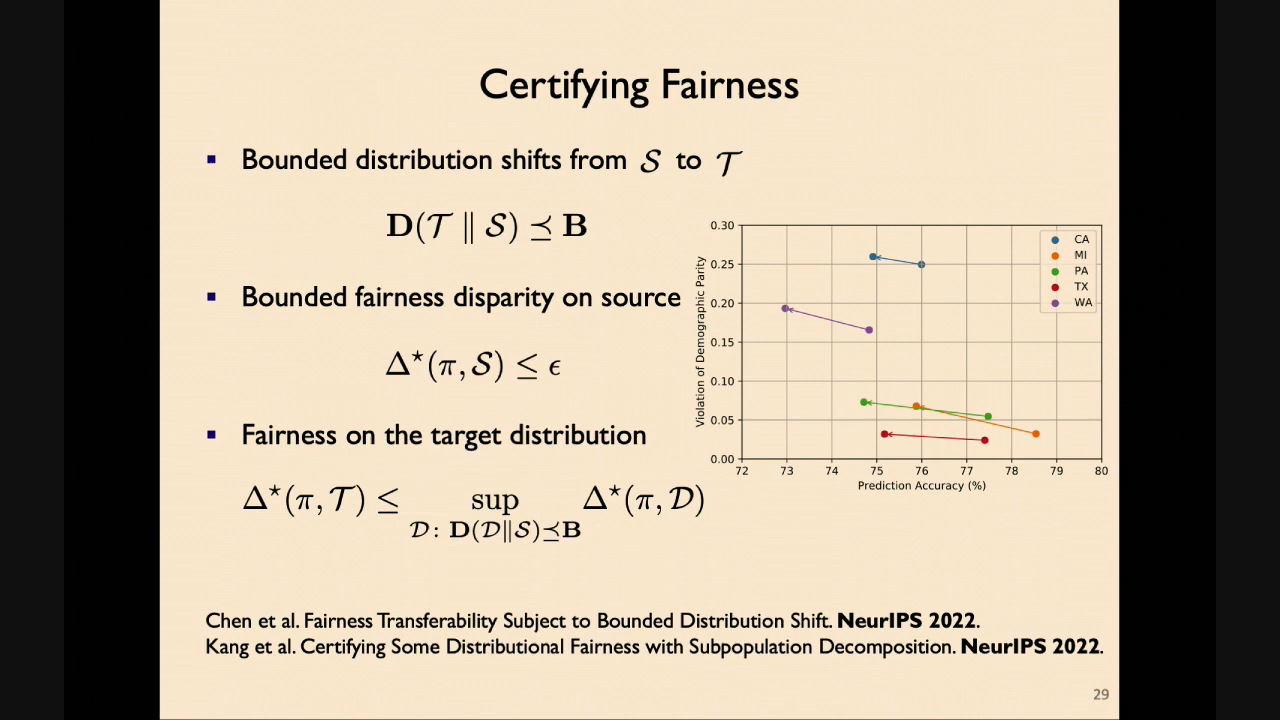 Certifying Fairness
▪ Bounded distribution shifts from 𝒮 to 𝒯
𝐃(𝒯 ∥ 𝒮) ⪯ 𝐁
▪ Bounded fairness disparity on source
Δ⋆(π, 𝒮) ≤ ϵ
▪ Fairness on the target distribution
Δ⋆(π, 𝒯) ≤ sup Δ⋆(π, 𝒟)
𝒟: 𝐃(𝒟∥𝒮)⪯𝐁
Violation of Demographic Parity
0.30
0.25
0.20
0.15
0.10
0.05
0.00
72 73 74 75 76 77 78 79 80
Prediction Accuracy (%)
CA
MI
PA
TX
WA
Chen et al. Fairness Transferability Subject to Bounded Distribution Shift. NeurIPS 2022.
Kang et al. Certifying Some Distributional Fairness with Subpopulation Decomposition. NeurIPS 2022.
29